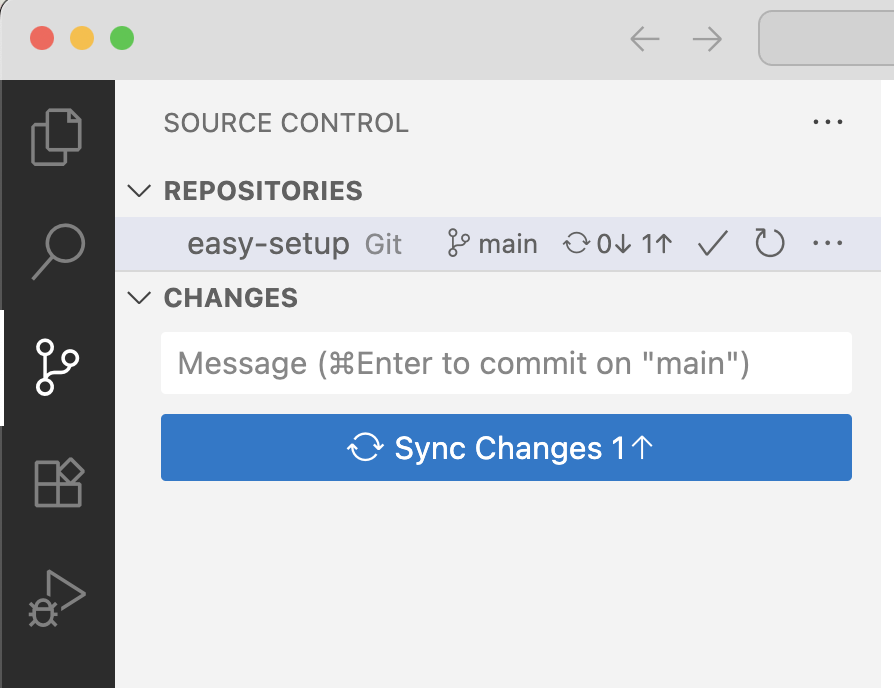 SOURCE CONTROL
REPOSITORIES
easy-setup Git main 0↓ 1↑
CHANGES
Message (⌘Enter to commit on "main")
Sync Changes 1↑